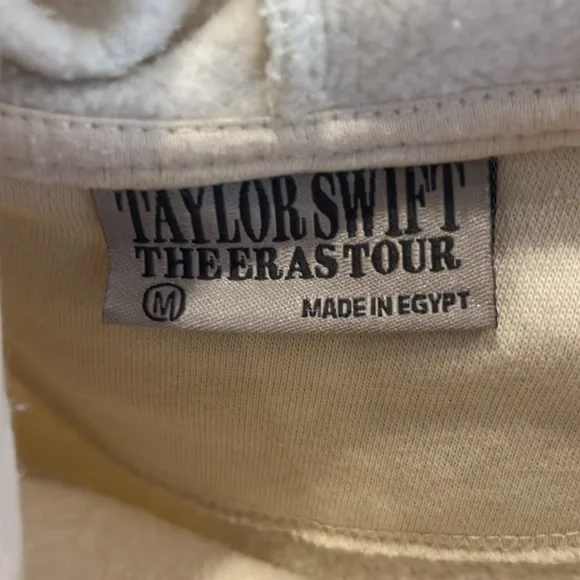 TAYLOR SWIFT
THE ERAS TOUR
M MADE IN EGYPT